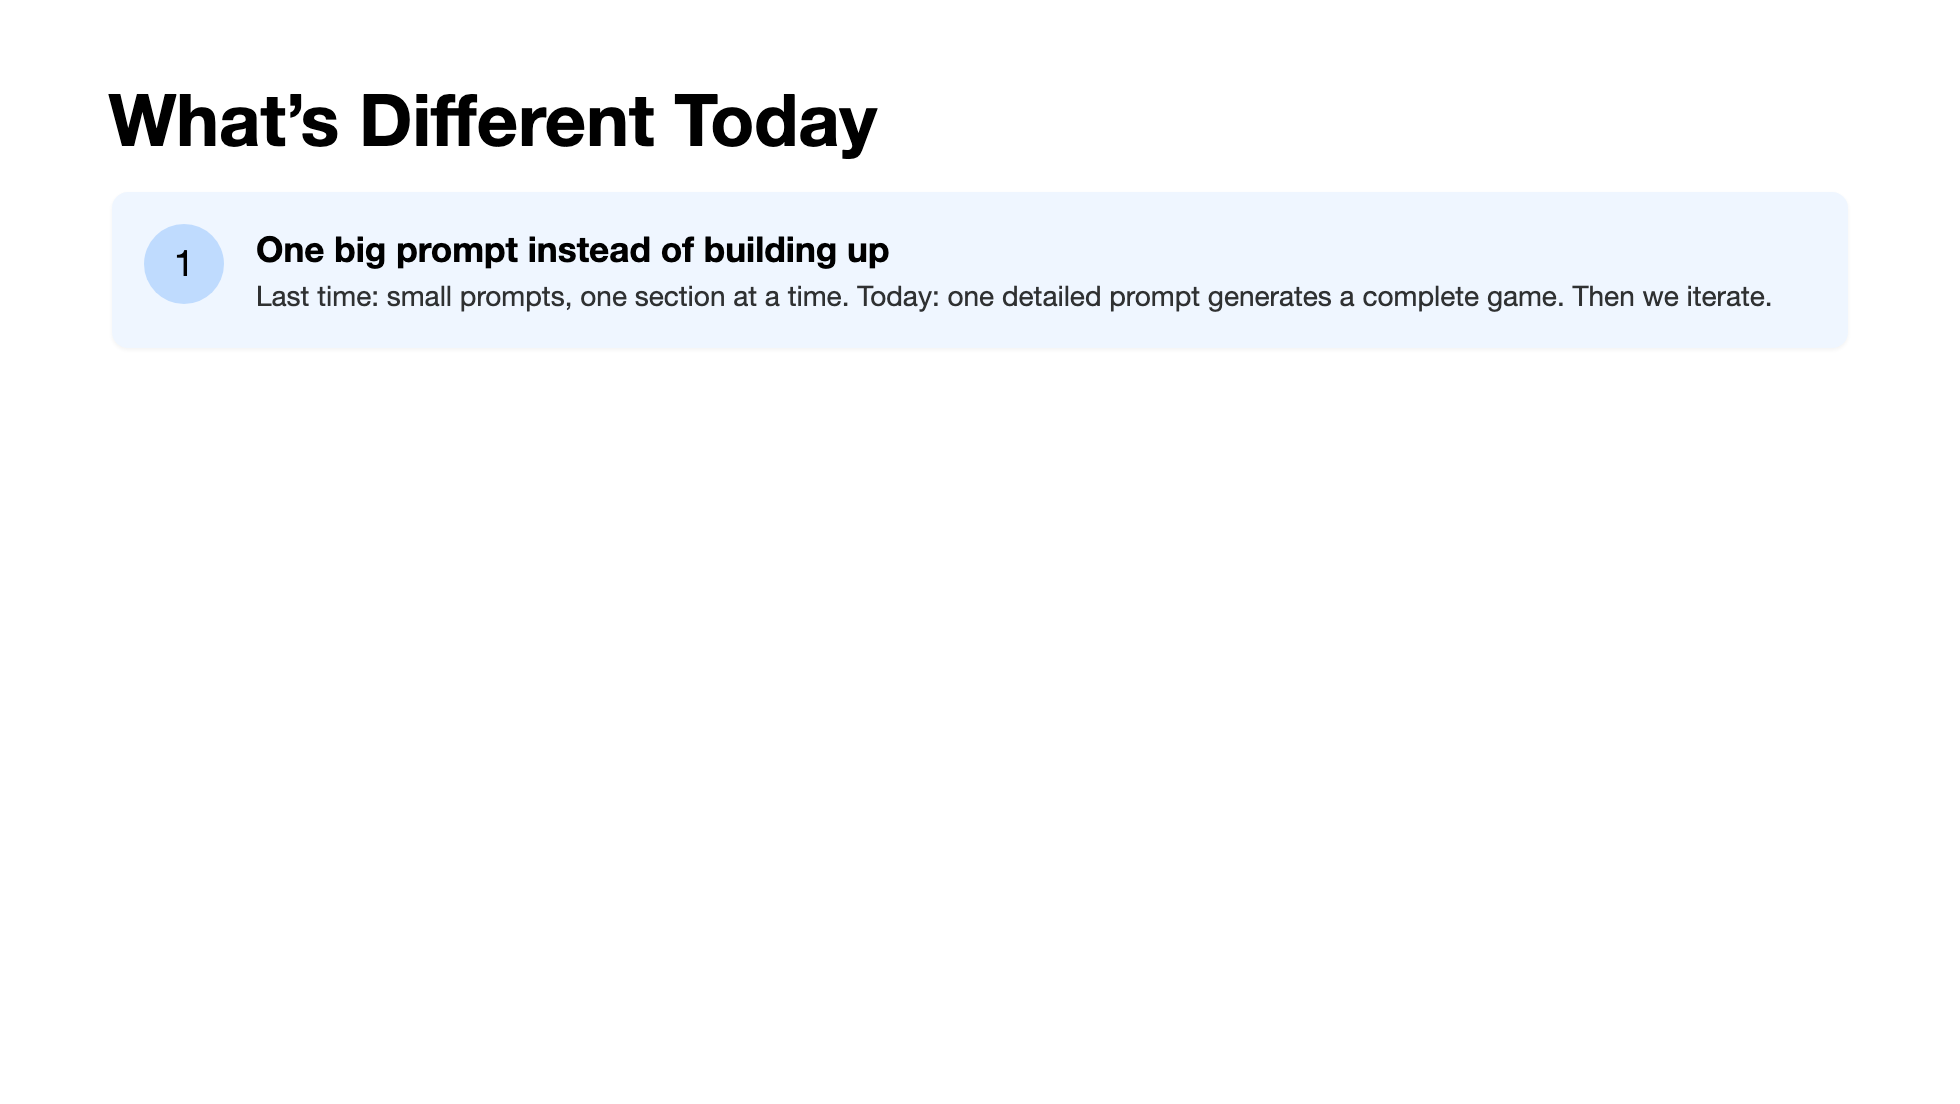 What’s Different Today
1
One big prompt instead of building up
Last time: small prompts, one section at a time. Today: one detailed prompt generates a complete game. Then we iterate.